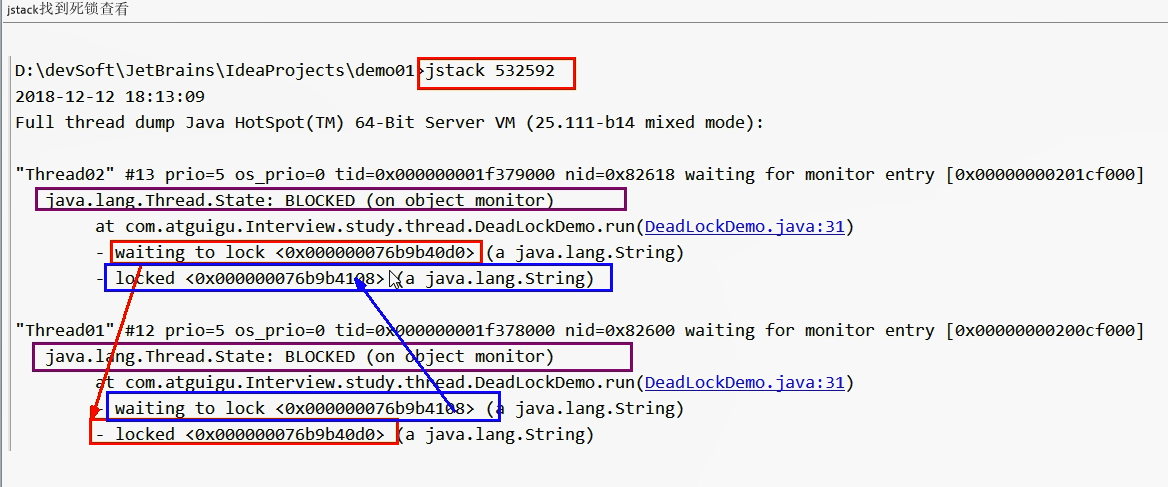 jstack找到死锁查看
D:\devSoft\JetBrains\IdeaProjects\demo01>jstack 532592
2018-12-12 18:13:09
Full thread dump Java HotSpot(TM) 64-Bit Server VM (25.111-b14 mixed mode):
"Thread02" #13 prio=5 os_prio=0 tid=0x000000001f379000 nid=0x82618 waiting for monitor entry [0x00000000201cf000]
java.lang.Thread.State: BLOCKED (on object monitor)
at com.atguigu.Interview.study.thread.DeadLockDemo.run(DeadLockDemo.java:31)
- waiting to lock <0x000000076b9b40d0> (a java.lang.String)
- locked <0x000000076b9b4108> (a java.lang.String)
"Thread01" #12 prio=5 os_prio=0 tid=0x000000001f378000 nid=0x82600 waiting for monitor entry [0x00000000200cf000]
java.lang.Thread.State: BLOCKED (on object monitor)
at com.atguigu.Interview.study.thread.DeadLockDemo.run(DeadLockDemo.java:31)
- waiting to lock <0x000000076b9b4108> (a java.lang.String)
- locked <0x000000076b9b40d0> (a java.lang.String)